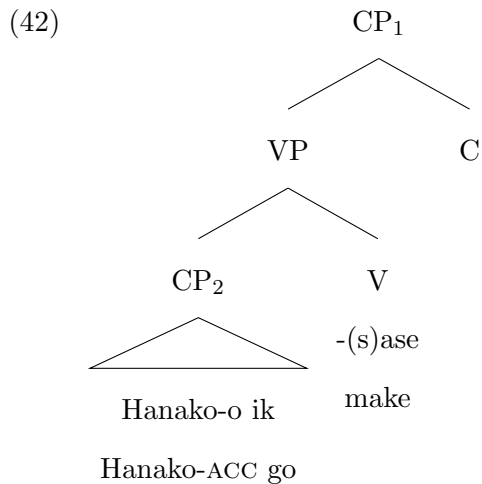 (42) CP₁
VP C
CP₂ V
-(s)ase
Hanako-o ik make
Hanako-ACC go